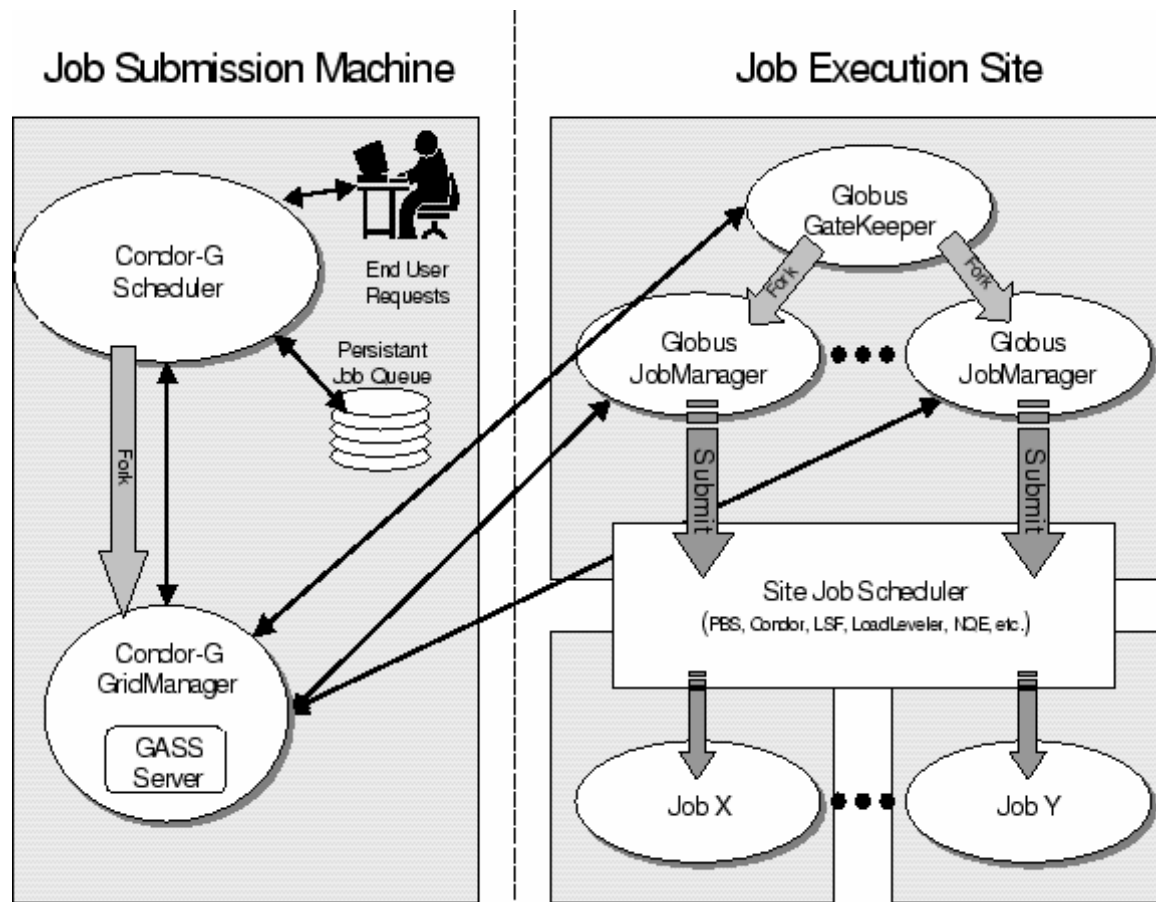 Job Submission Machine
End User
Requests
Condor-G
Scheduler
Persistant
Job Queue
Fork
Condor-G
GridManager
GASS
Server
Job Execution Site
Globus
GateKeeper
Fork
Fork
Globus
JobManager
Globus
JobManager
Submit
Submit
Site Job Scheduler
(PBS, Condor, LSF, LoadLeveler, NQE, etc.)
Job X
Job Y